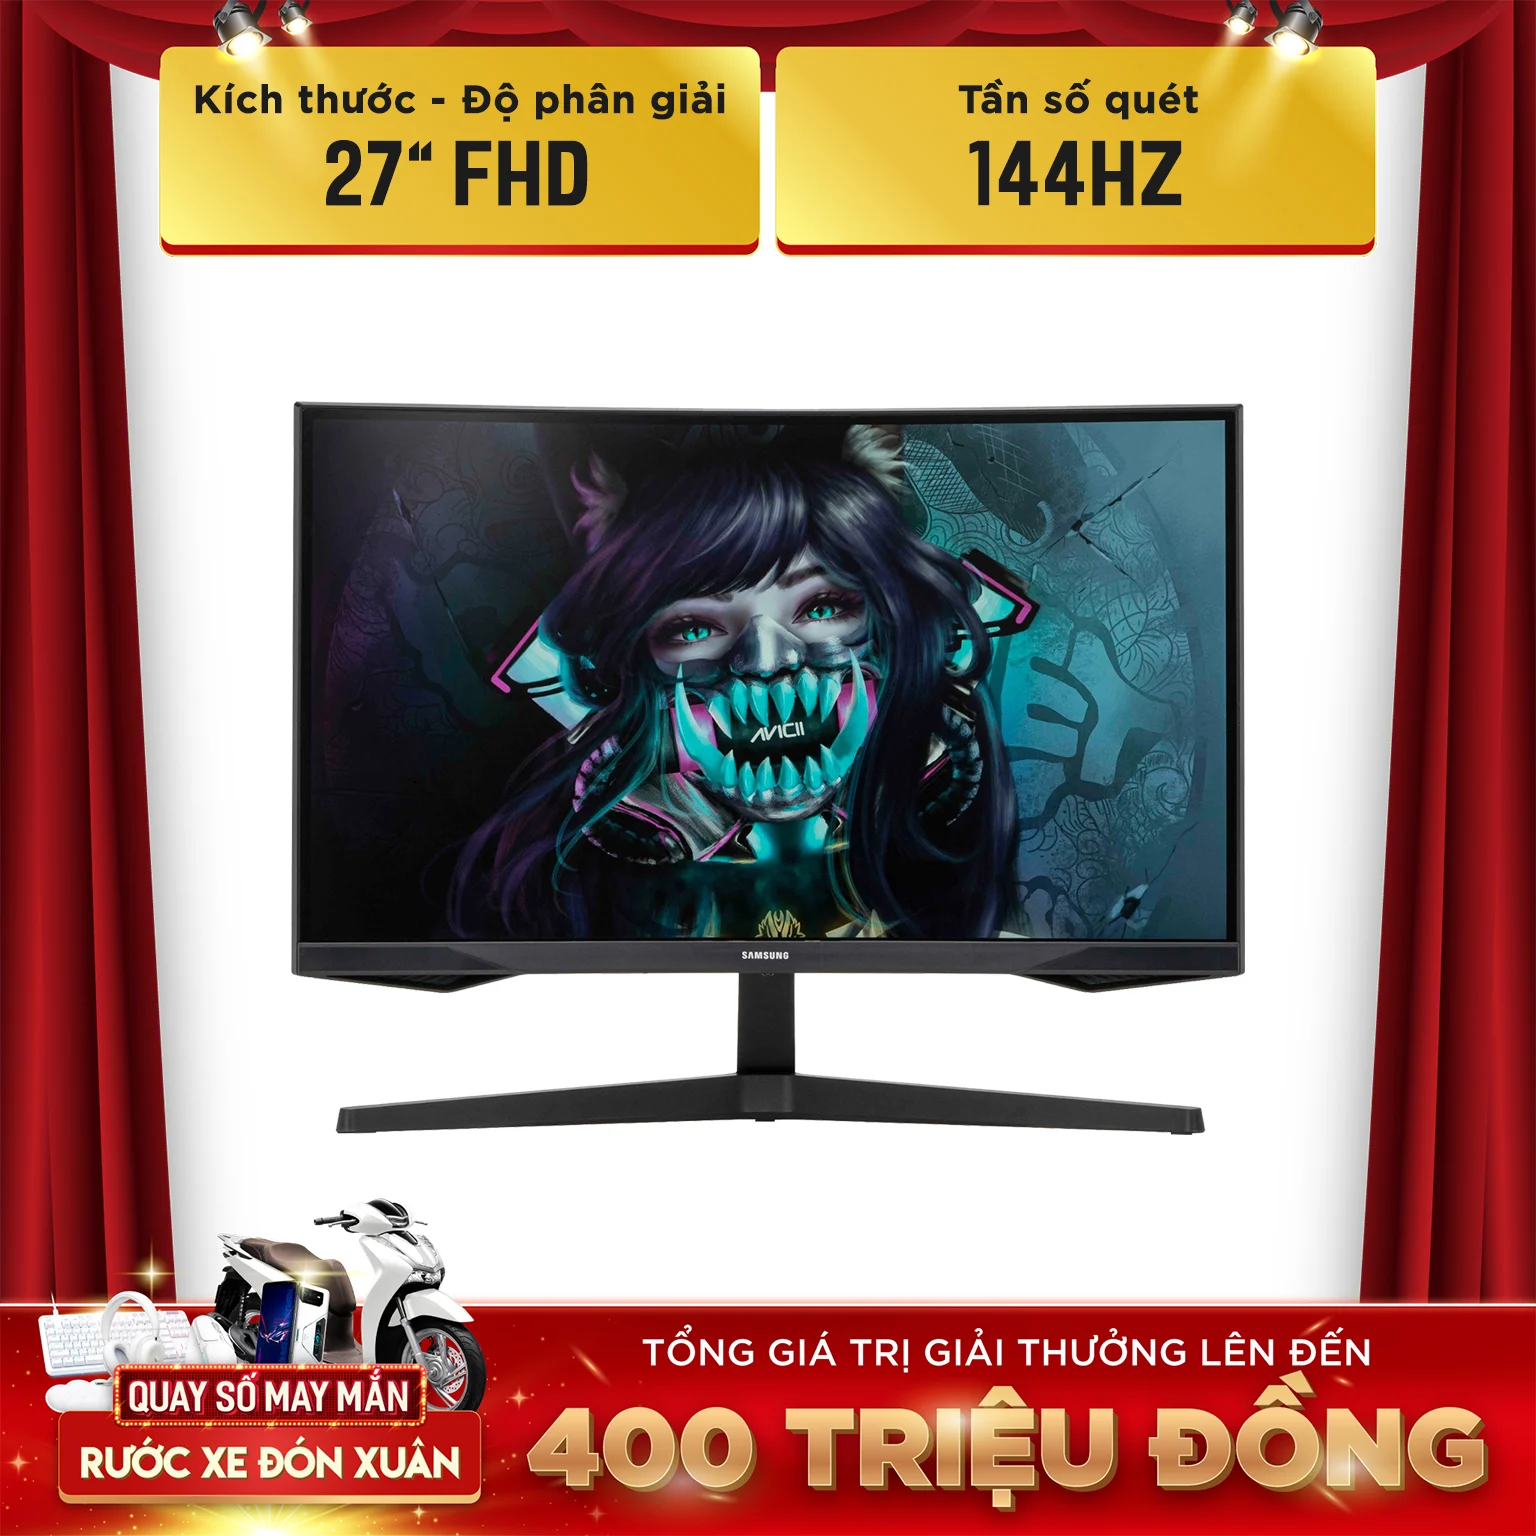 Kích thước - Độ phân giải
27“ FHD
Tần số quét
144HZ
AVICII
SAMSUNG
QUAY SỐ MAY MẮN
RƯỚC XE ĐÓN XUÂN
TỔNG GIÁ TRỊ GIẢI THƯỞNG LÊN ĐẾN
400 TRIỆU ĐỒNG